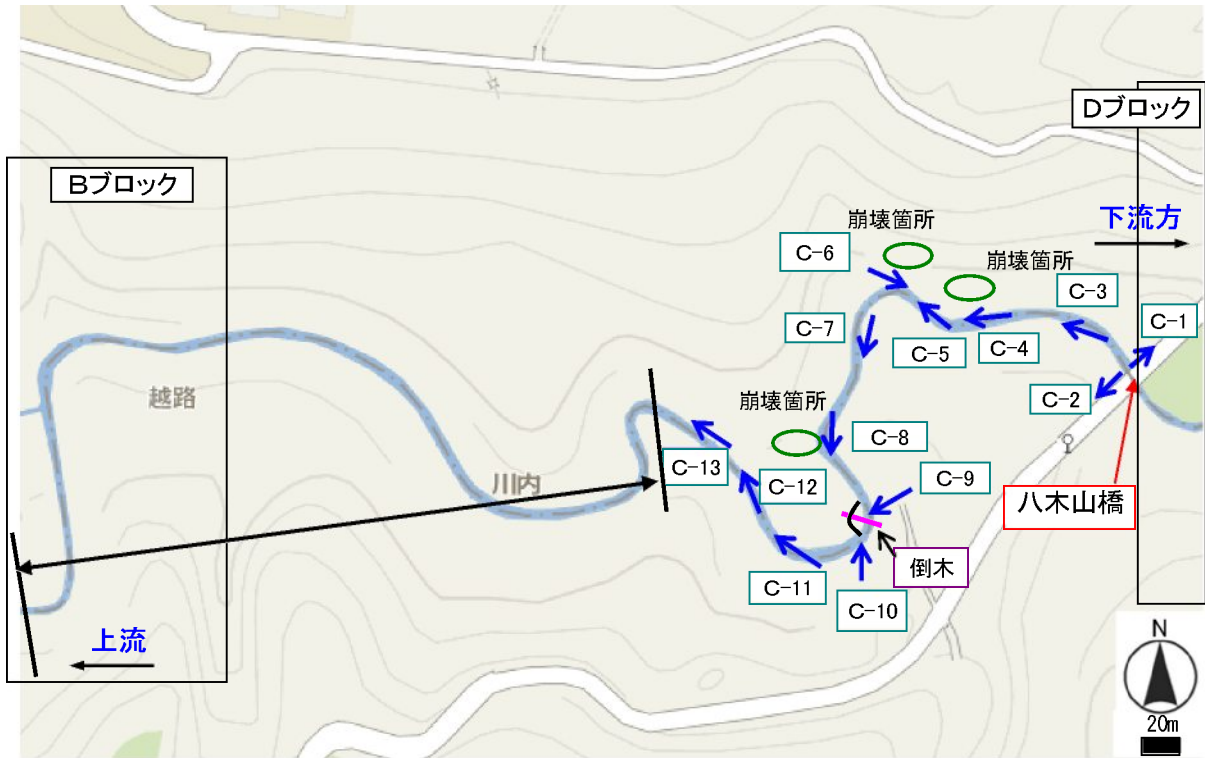 Dブロック
Bブロック
下流方
崩壊箇所
C-6
崩壊箇所
C-3
C-1
C-7
C-5
C-4
C-2
越路
崩壊箇所
C-8
C-13
川内
C-12
C-9
八木山橋
倒木
C-11
C-10
上流
N
20m